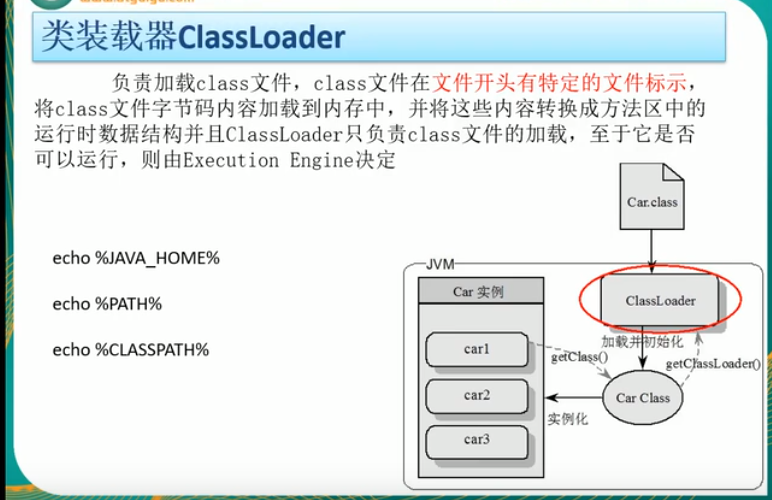 类装载器ClassLoader
负责加载class文件，class文件在文件开头有特定的文件标示，
将class文件字节码内容加载到内存中，并将这些内容转换成方法区中的
运行时数据结构并且ClassLoader只负责class文件的加载，至于它是否
可以运行，则由Execution Engine决定
Car.class
echo %JAVA_HOME%
JVM
Car 实例
ClassLoader
echo %PATH%
加载并初始化
echo %CLASSPATH%
car1
getClass()
getClassLoader()
car2
Car Class
实例化
car3